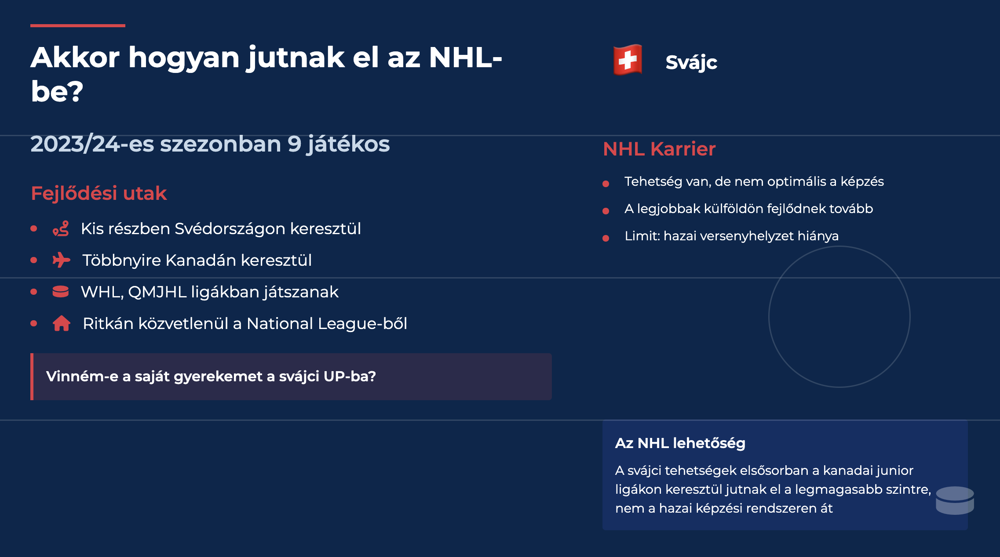 Akkor hogyan jutnak el az NHL-
be?
2023/24-es szezonban 9 játékos
Fejlődési utak
Kis részben Svédországon keresztül
Többnyire Kanadán keresztül
WHL, QMJHL ligákban játszanak
Ritkán közvetlenül a National League-ből
Vinném-e a saját gyerekemet a svájci UP-ba?
Svájc
NHL Karrier
Tehetség van, de nem optimális a képzés
A legjobbak külföldön fejlődnek tovább
Limit: hazai versenyhelyzet hiánya
Az NHL lehetőség
A svájci tehetségek elsősorban a kanadai junior
ligákon keresztül jutnak el a legmagasabb szintre,
nem a hazai képzési rendszeren át